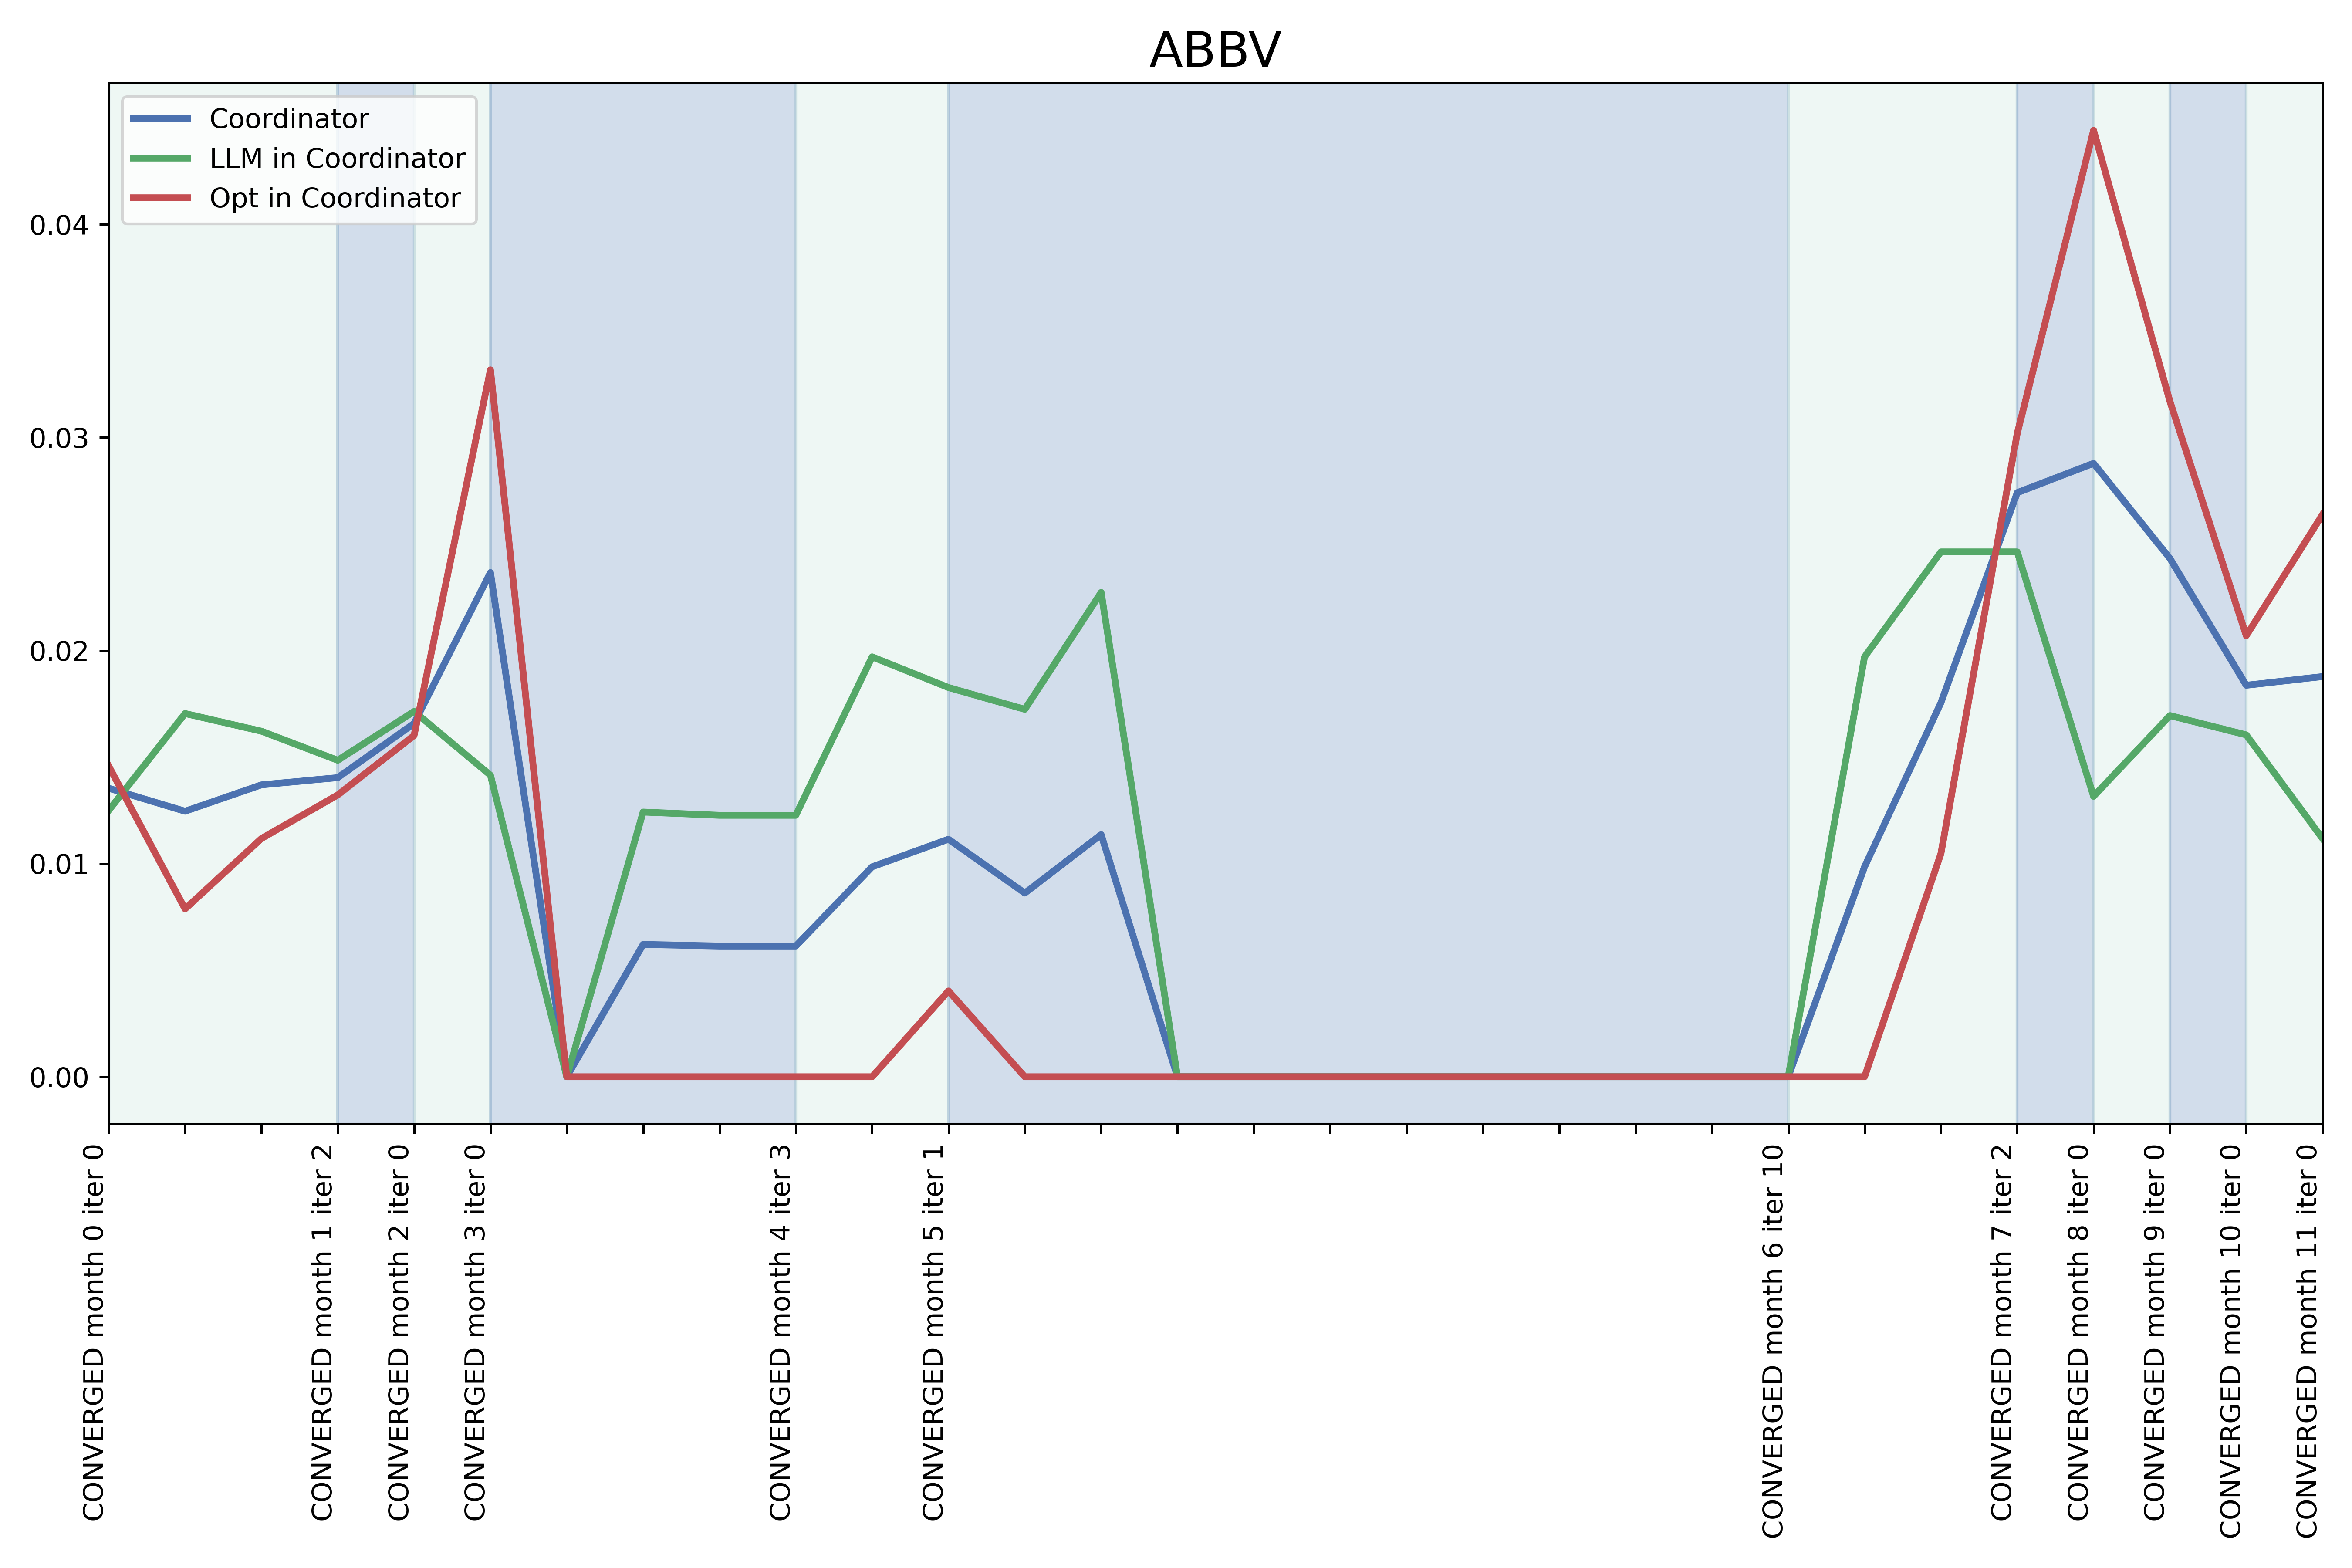 ABBV
Coordinator
LLM in Coordinator
Opt in Coordinator
0.04
0.03
0.02
0.01
0.00
CONVERGED month 0 iter 0
CONVERGED month 1 iter 2
CONVERGED month 2 iter 0
CONVERGED month 3 iter 0
CONVERGED month 4 iter 3
CONVERGED month 5 iter 1
CONVERGED month 6 iter 10
CONVERGED month 7 iter 2
CONVERGED month 8 iter 0
CONVERGED month 9 iter 0
CONVERGED month 10 iter 0
CONVERGED month 11 iter 0